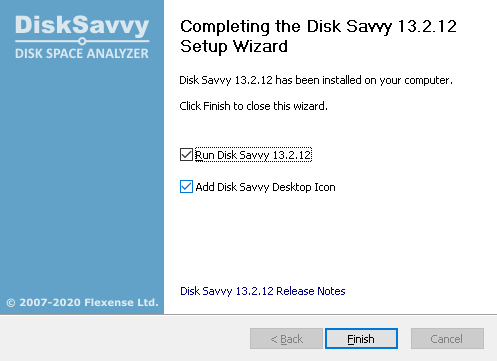 DiskSavvy
DISK SPACE ANALYZER
Completing the Disk Savvy 13.2.12
Setup Wizard
Disk Savvy 13.2.12 has been installed on your computer.
Click Finish to close this wizard.
Run Disk Savvy 13.2.12
Add Disk Savvy Desktop Icon
Disk Savvy 13.2.12 Release Notes
© 2007-2020 Flexense Ltd.
< Back
Finish
Cancel